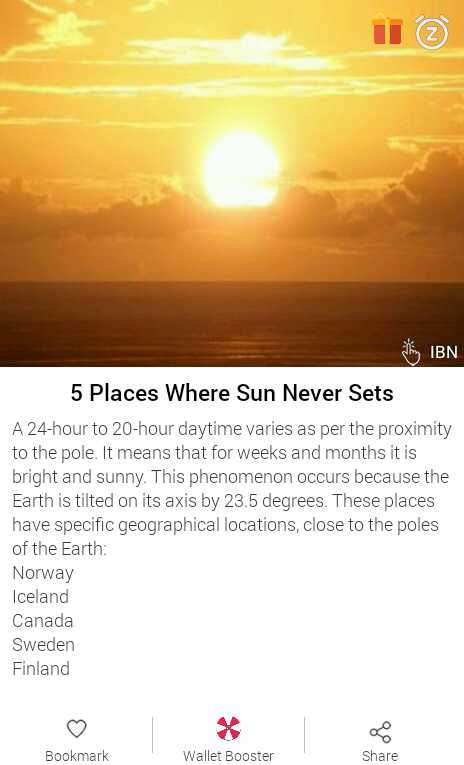 Z
IBN
5 Places Where Sun Never Sets
A 24-hour to 20-hour daytime varies as per the proximity
to the pole. It means that for weeks and months it is
bright and sunny. This phenomenon occurs because the
Earth is tilted on its axis by 23.5 degrees. These places
have specific geographical locations, close to the poles
of the Earth:
Norway
Iceland
Canada
Sweden
Finland
Bookmark
Wallet Booster
Share